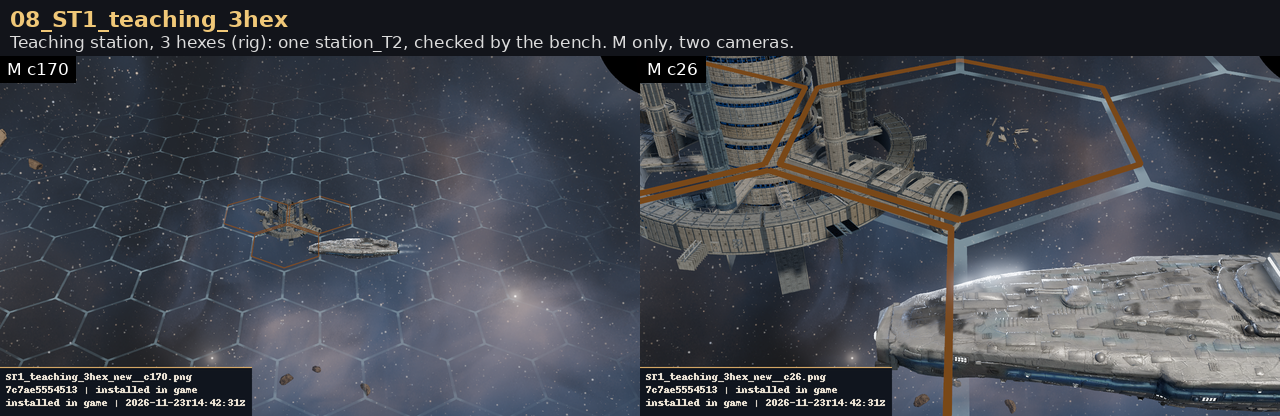 08_ST1_teaching_3hex
Teaching station, 3 hexes (rig): one station_T2, checked by the bench. M only, two cameras.
M c170
M c26
ST1_teaching_3hex_new__c170.png
7c7ae5554513 | installed in game
installed in game | 2026-11-23r14:42:31z
ST1_teaching_3hex_new__c26.png
7c7ae5554513 | installed in game
installed in game | 2026-11-23r14:42:31z